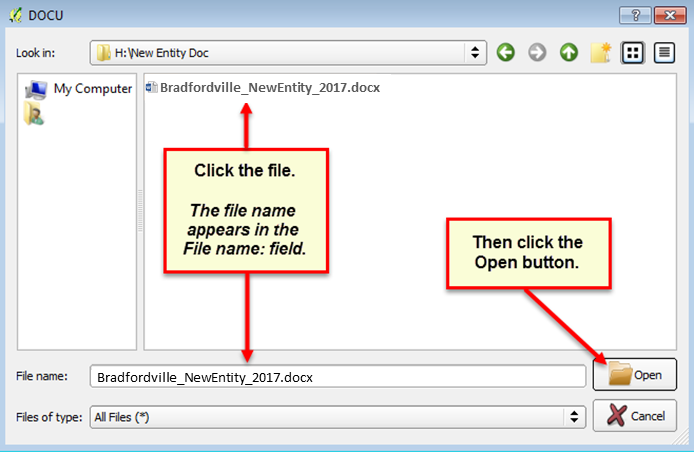 DOCU
Look in: H:\New Entity Doc
My Computer
Bradfordville_NewEntity_2017.docx
Click the file.
The file name
appears in the
File name: field.
Then click the
Open button.
File name: Bradfordville_NewEntity_2017.docx Open
Files of type: All Files (*) Cancel